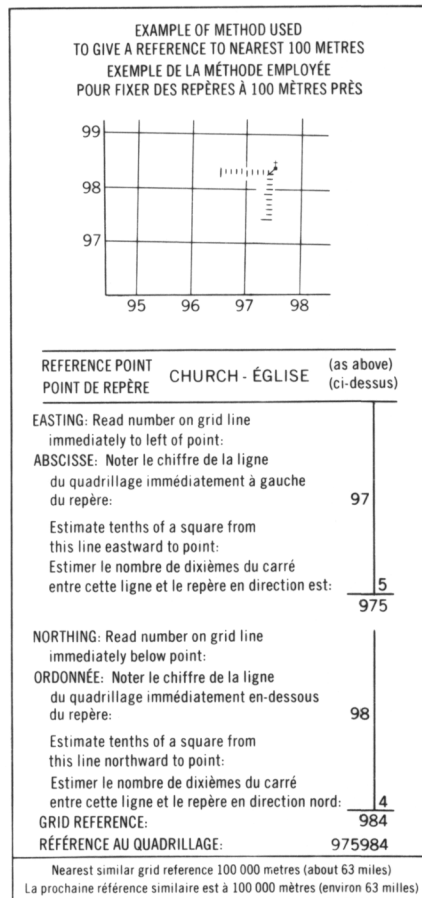 EXAMPLE OF METHOD USED
TO GIVE A REFERENCE TO NEAREST 100 METRES
EXEMPLE DE LA MÉTHODE EMPLOYÉE
POUR FIXER DES REPÈRES À 100 MÈTRES PRÈS
99
98
97
95 96 97 98
REFERENCE POINT
POINT DE REPÈRE
CHURCH - ÉGLISE
(as above)
(ci-dessus)
EASTING: Read number on grid line
immediately to left of point:
ABSCISSE: Noter le chiffre de la ligne
du quadrillage immédiatement à gauche
du repère: 97
Estimate tenths of a square from
this line eastward to point:
Estimer le nombre de dixièmes du carré
entre cette ligne et le repère en direction est: 5
975
NORTHING: Read number on grid line
immediately below point:
ORDONNÉE: Noter le chiffre de la ligne
du quadrillage immédiatement en-dessous
du repère: 98
Estimate tenths of a square from
this line northward to point:
Estimer le nombre de dixièmes du carré
entre cette ligne et le repère en direction nord: 4
GRID REFERENCE: 984
RÉFÉRÉ AU QUADRILLAGE: 975984
Nearest similar grid reference 100 000 metres (about 63 miles)
La prochaine référence similaire est à 100 000 mètres (environ 63 milles)